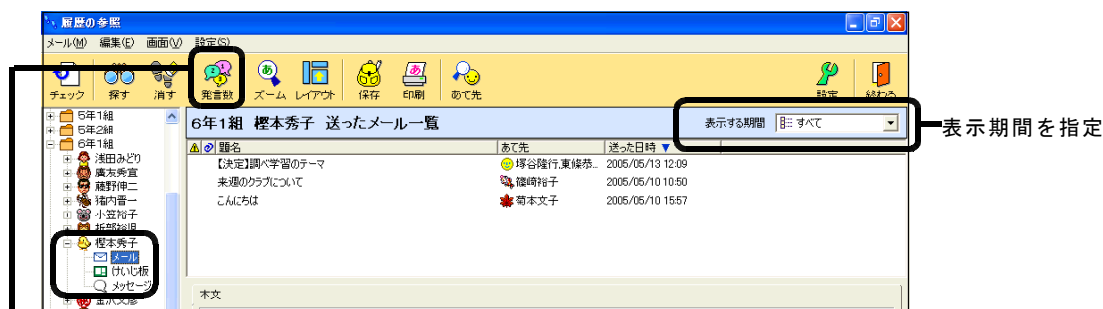 履歴の参照
メール(M) 編集(E) 画面(V) 設定(S)
チェック 探す 消す 発言数 ズーム レイアウト 保存 印刷 あて先 設定 終わる
6年1組 樫本秀子 送ったメール一覧
表示する期間 すべて
表示期間を指定
5年1組
5年2組
6年1組
浅田みどり
廣友秀宣
藤野伸二
猪内晋一
小笠裕子
樫本秀子
メール
けいじ板
メッセージ
題名 あて先 送った日時
【決定】調べ学習のテーマ 塚谷隆行,東條恭... 2005/05/13 12:09
来週のクラブについて 篠崎裕子 2005/05/10 10:50
こんにちは 菊本文子 2005/05/10 15:57
本文